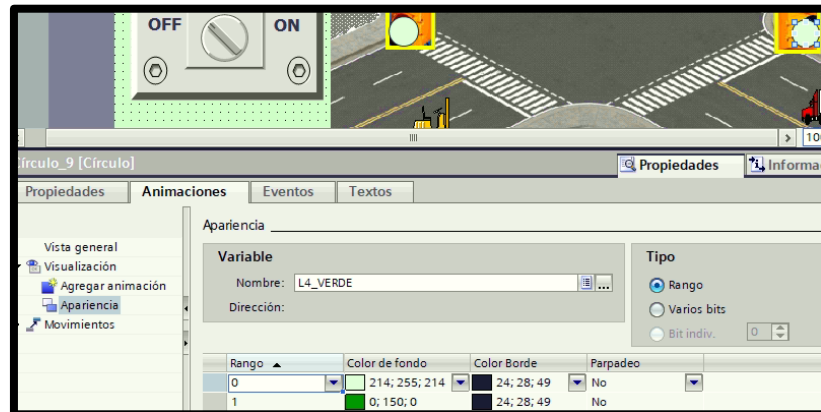 OFF ON
10
írculo_9 [Círculo]
Propiedades Informa
Propiedades Animaciones Eventos Textos
Apariencia
Vista general
Visualización
Agregar animación
Apariencia
Movimientos
Variable
Nombre: L4_VERDE ...
Dirección:
Tipo
Rango
Varios bits
Bit indiv. 0
Rango Color de fondo Color Borde Parpadeo
0 214; 255; 214 24; 28; 49 No
1 0; 150; 0 24; 28; 49 No